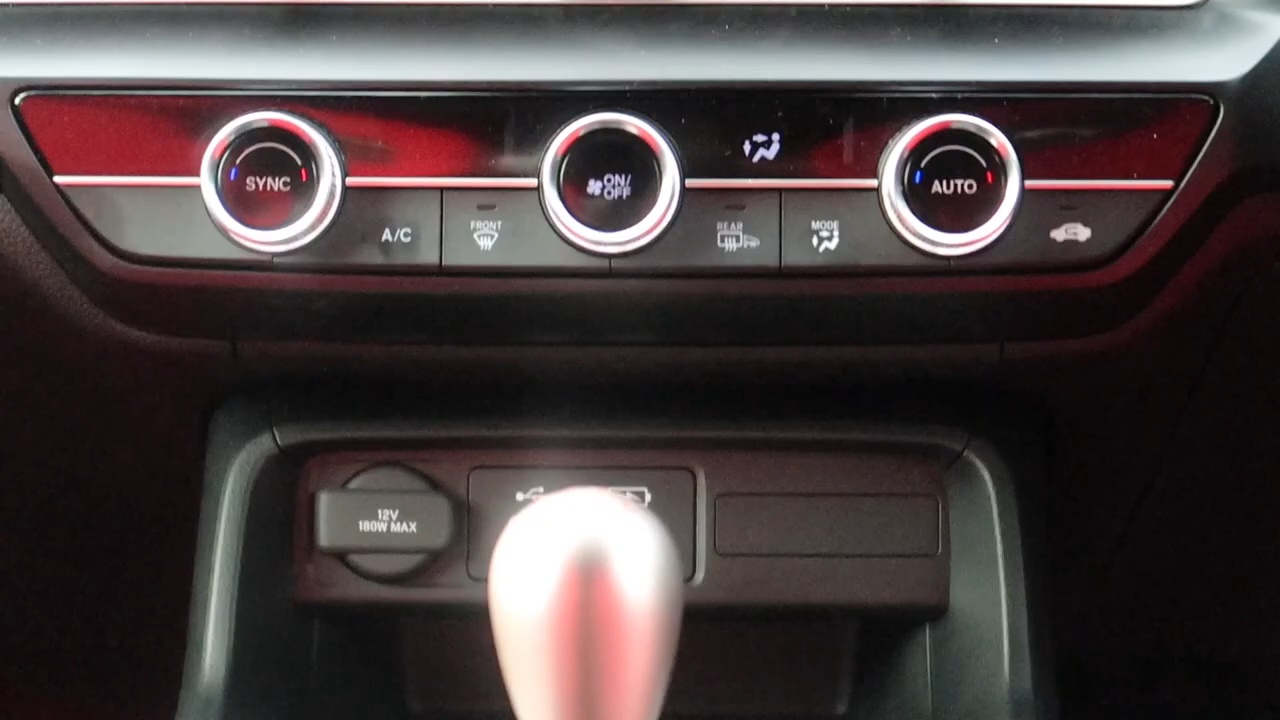 SYNC
A/C
FRONT
ON/
OFF
REAR
MODE
AUTO
12V
180W MAX